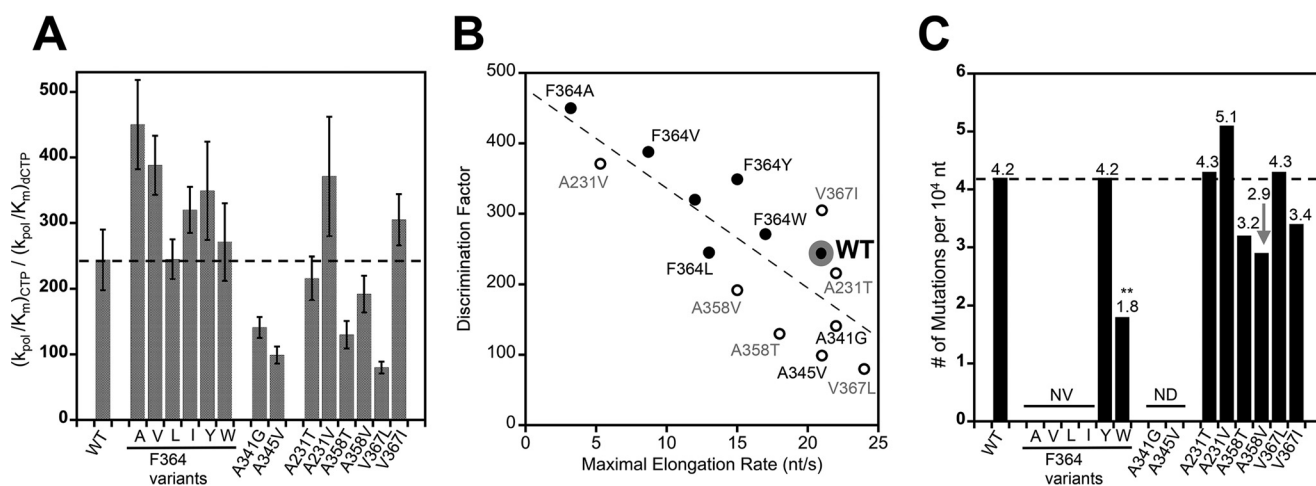 A
(kpol /Km)CTP / (kpol /Km)dCTP
500
400
300
200
100
0
WT
A V L I Y W
F364
variants
A341G
A345V
A231T
A231V
A358T
A358V
V367L
V367I
B
Discrimination Factor
500
400
300
200
100
0
F364A
F364V
A231V
F364Y
V367I
F364W
WT
F364L
A231T
A358V
A341G
A358T
A345V
V367L
0 5 10 15 20 25
Maximal Elongation Rate (nt/s)
C
# of Mutations per 10⁴ nt
6
5
4
3
2
1
0
4.2
NV
4.2
**
1.8
ND
4.3
5.1
3.2
2.9
4.3
3.4
WT
A V L I Y W
F364
variants
A341G
A345V
A231T
A231V
A358T
A358V
V367L
V367I